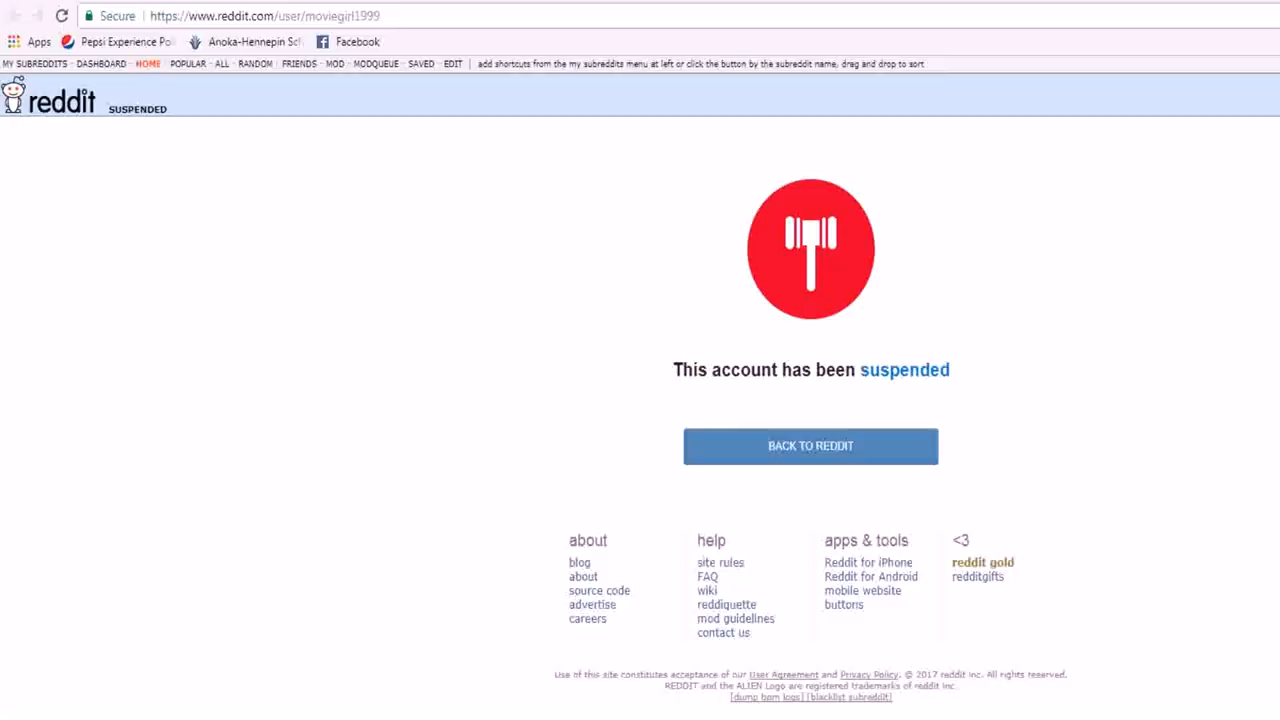 Secure | https://www.reddit.com/user/moviegirl1999
Apps Pepsi Experience Po Anoka-Hennepin Sch Facebook
MY SUBREDDITS - DASHBOARD - HOME - POPULAR - ALL - RANDOM - FRIENDS - MOD - MODQUEUE - SAVED - EDIT | add shortcuts from the my subreddits menu at left or click the button by the subreddit name, drag and drop to sort
reddit SUSPENDED
This account has been suspended
BACK TO REDDIT
about help apps & tools <3
blog site rules Reddit for iPhone reddit gold
about FAQ Reddit for Android redditgifts
source code wiki mobile website
advertise reddiquette buttons
careers mod guidelines
contact us
Use of this site constitutes acceptance of our User Agreement and Privacy Policy. © 2017 reddit inc. All rights reserved.
REDDIT and the ALIEN Logo are registered trademarks of reddit inc.
[dump bam logs] [blacklist subreddit]